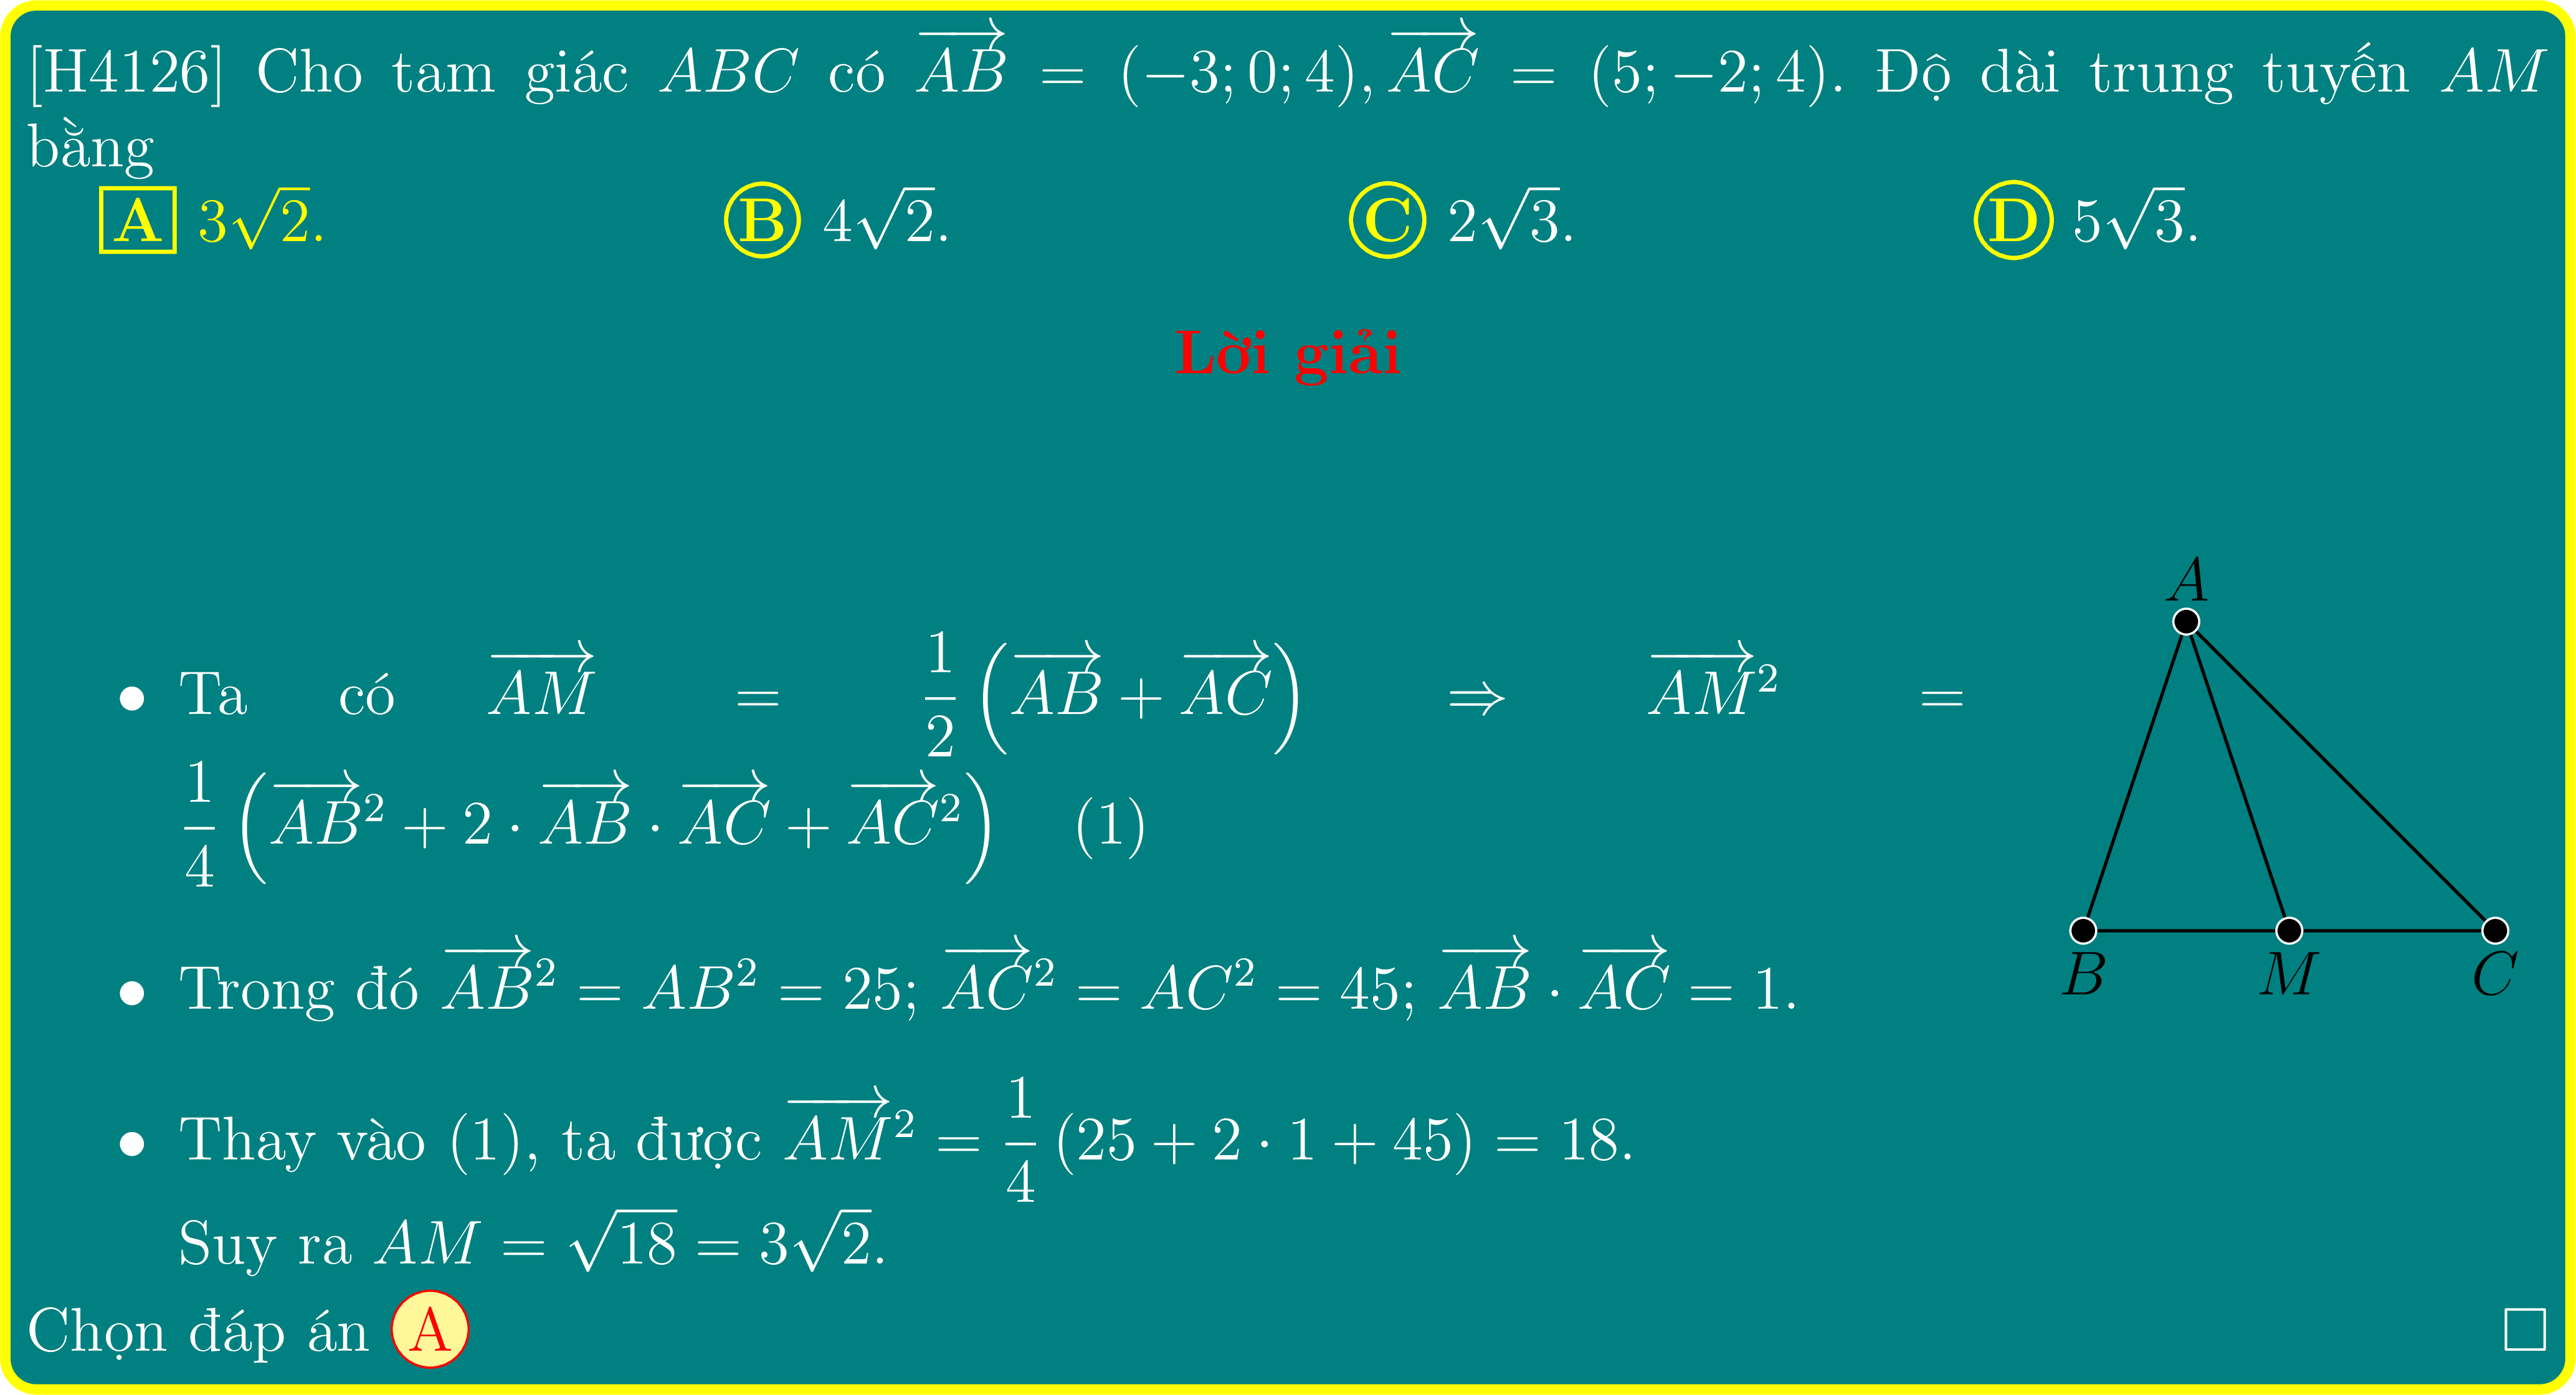 [H4126] Cho tam giác $ABC$ có $\overrightarrow{AB} = (-3; 0; 4), \overrightarrow{AC} = (5; -2; 4)$. Độ dài trung tuyến $AM$
bằng
A $3\sqrt{2}$. B $4\sqrt{2}$. C $2\sqrt{3}$. D $5\sqrt{3}$.
Lời giải
A
• Ta có $\overrightarrow{AM} = \dfrac{1}{2}\left(\overrightarrow{AB} + \overrightarrow{AC}\right) \Rightarrow \overrightarrow{AM}^2 =$
$\dfrac{1}{4}\left(\overrightarrow{AB}^2 + 2 \cdot \overrightarrow{AB} \cdot \overrightarrow{AC} + \overrightarrow{AC}^2\right)$ (1)
• Trong đó $\overrightarrow{AB}^2 = AB^2 = 25$; $\overrightarrow{AC}^2 = AC^2 = 45$; $\overrightarrow{AB} \cdot \overrightarrow{AC} = 1$.
B M C
• Thay vào (1), ta được $\overrightarrow{AM}^2 = \dfrac{1}{4}(25 + 2 \cdot 1 + 45) = 18$.
Suy ra $AM = \sqrt{18} = 3\sqrt{2}$.
Chọn đáp án A □